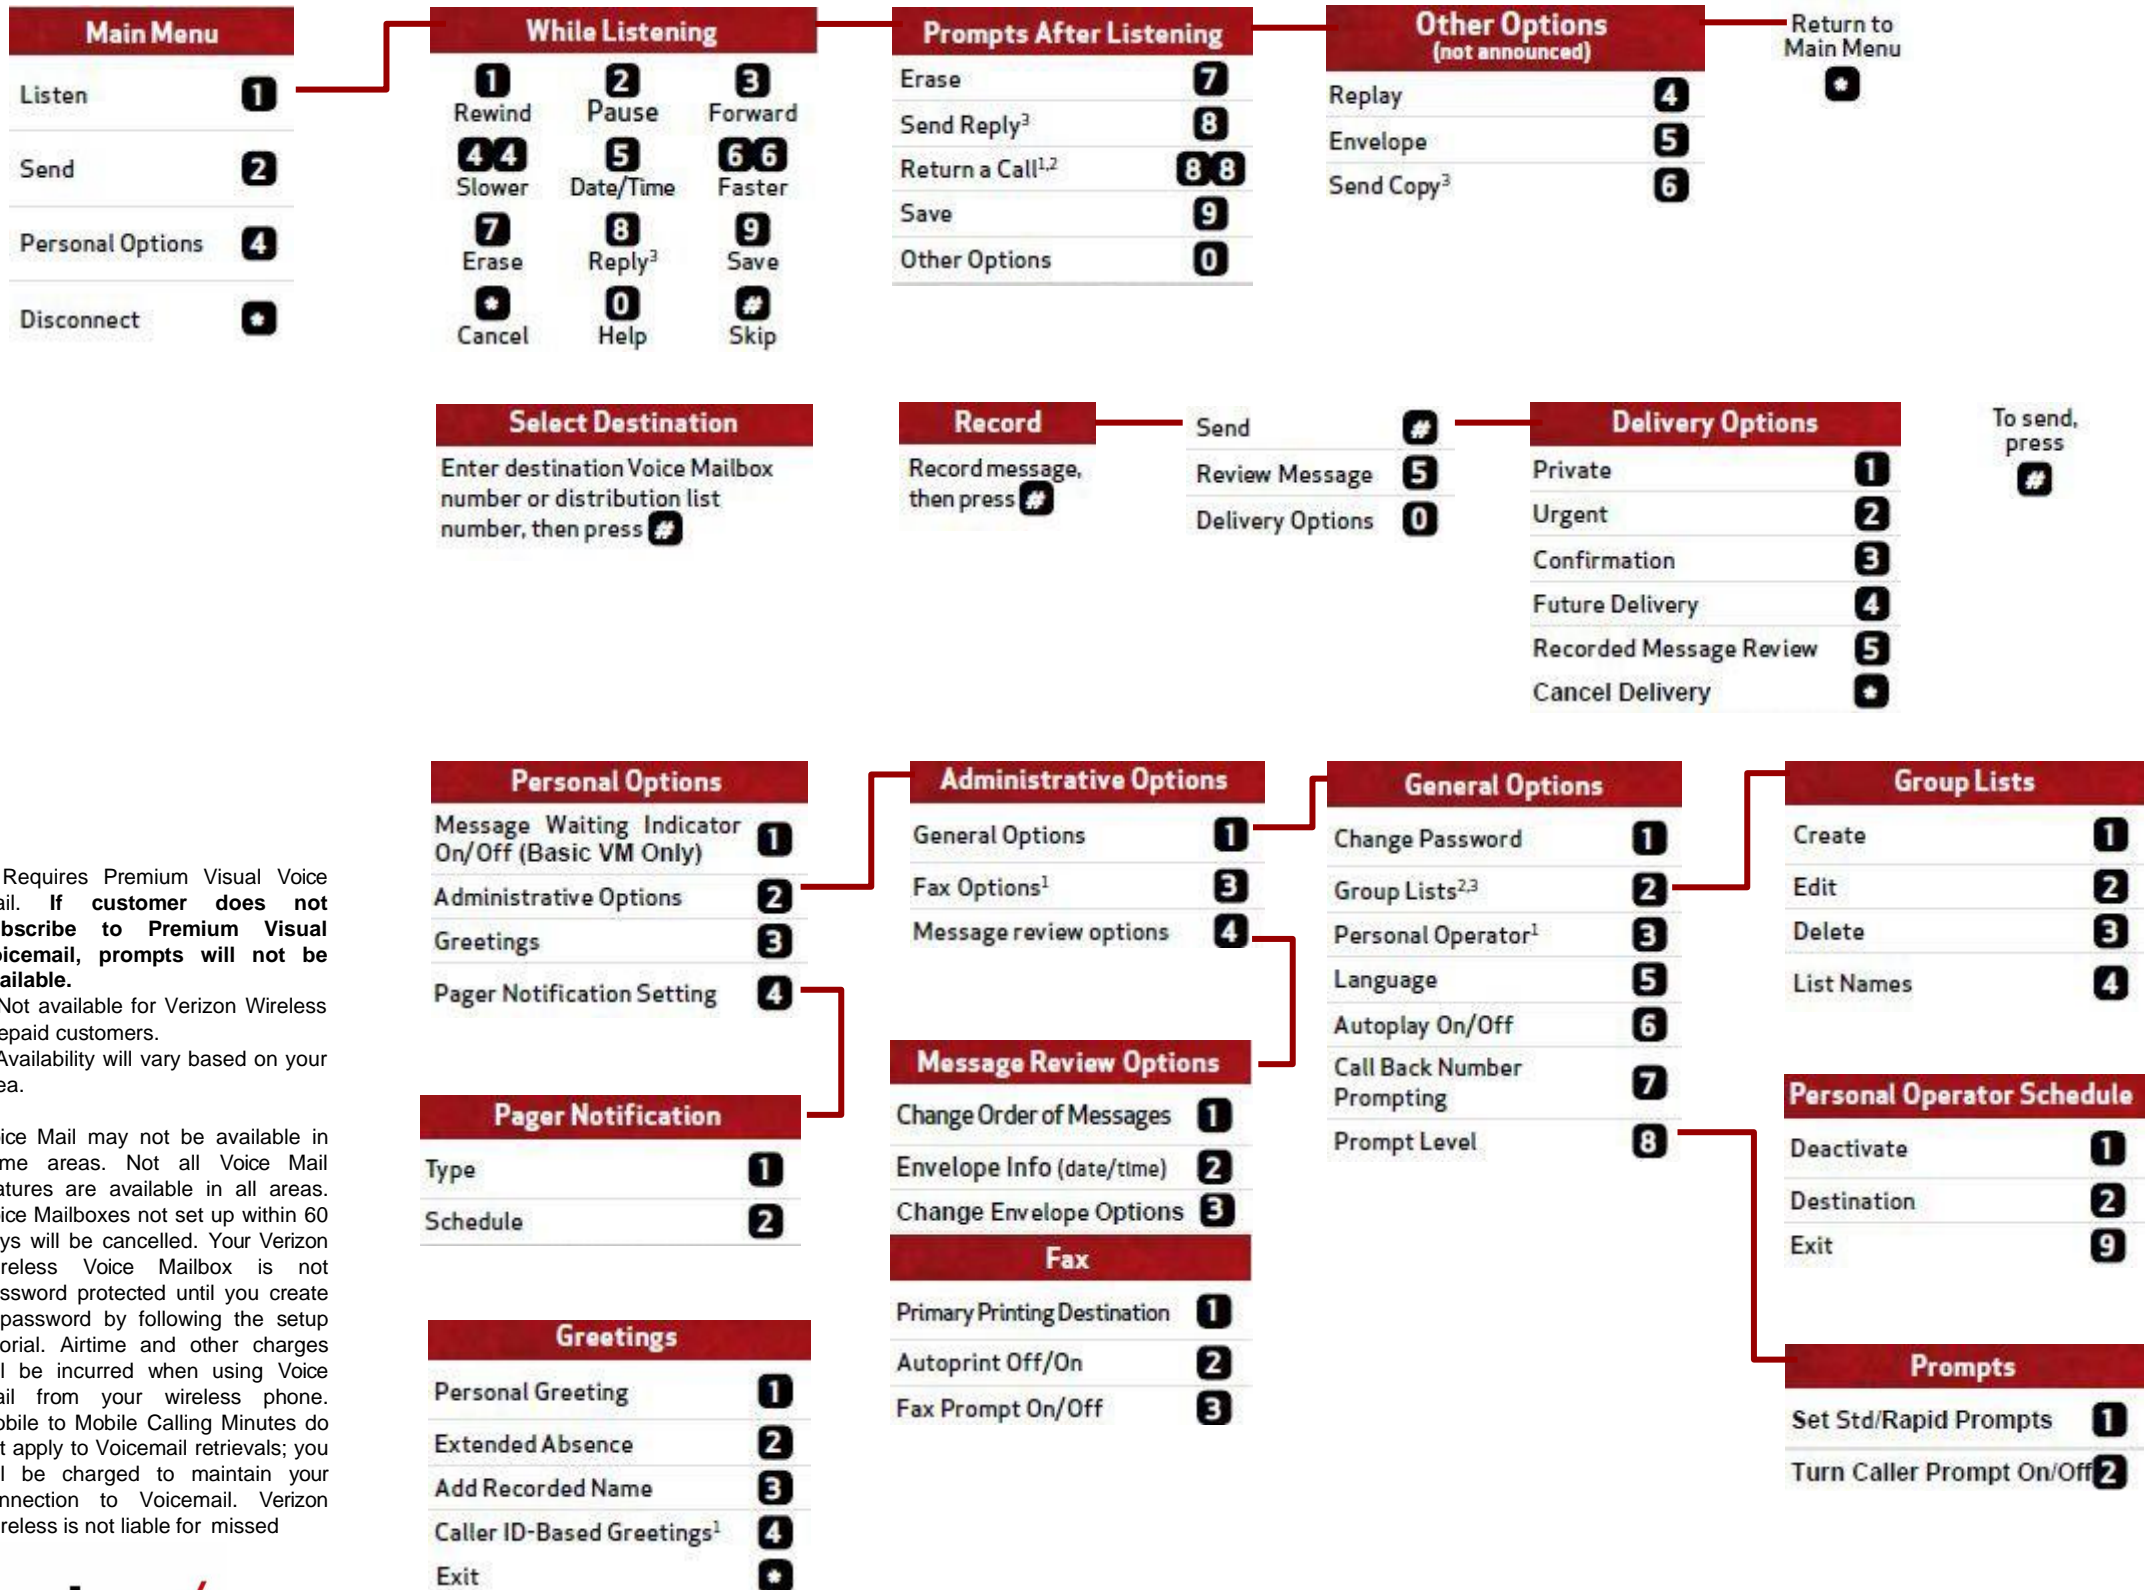 Main Menu
Listen 1
Send 2
Personal Options 4
Disconnect *
While Listening
1 2 3
Rewind Pause Forward
44 5 66
Slower Date/Time Faster
7 8 9
Erase Reply³ Save
* 0 #
Cancel Help Skip
Prompts After Listening
Erase 7
Send Reply³ 8
Return a Call¹,² 88
Save 9
Other Options 0
Other Options
(not announced)
Replay 4
Envelope 5
Send Copy³ 6
Return to
Main Menu
*
Select Destination
Enter destination Voice Mailbox
number or distribution list
number, then press #
Record
Record message,
then press #
Send #
Review Message 5
Delivery Options 0
Delivery Options
Private 1
Urgent 2
Confirmation 3
Future Delivery 4
Recorded Message Review 5
Cancel Delivery *
To send,
press
#
Requires Premium Visual Voice
ail. If customer does not
bscribe to Premium Visual
icemail, prompts will not be
ailable.
Not available for Verizon Wireless
epaid customers.
Availability will vary based on your
ea.
ice Mail may not be available in
me areas. Not all Voice Mail
atures are available in all areas.
ice Mailboxes not set up within 60
ys will be cancelled. Your Verizon
reless Voice Mailbox is not
ssword protected until you create
password by following the setup
orial. Airtime and other charges
l be incurred when using Voice
ail from your wireless phone.
obile to Mobile Calling Minutes do
t apply to Voicemail retrievals; you
l be charged to maintain your
nnection to Voicemail. Verizon
reless is not liable for missed
Personal Options
Message Waiting Indicator
On/Off (Basic VM Only) 1
Administrative Options 2
Greetings 3
Pager Notification Setting 4
Pager Notification
Type 1
Schedule 2
Greetings
Personal Greeting 1
Extended Absence 2
Add Recorded Name 3
Caller ID-Based Greetings¹ 4
Exit *
Administrative Options
General Options 1
Fax Options¹ 3
Message review options 4
Message Review Options
Change Order of Messages 1
Envelope Info (date/time) 2
Change Envelope Options 3
Fax
Primary Printing Destination 1
Autoprint Off/On 2
Fax Prompt On/Off 3
General Options
Change Password 1
Group Lists²,³ 2
Personal Operator¹ 3
Language 5
Autoplay On/Off 6
Call Back Number
Prompting 7
Prompt Level 8
Group Lists
Create 1
Edit 2
Delete 3
List Names 4
Personal Operator Schedule
Deactivate 1
Destination 2
Exit 9
Prompts
Set Std/Rapid Prompts 1
Turn Caller Prompt On/Off 2